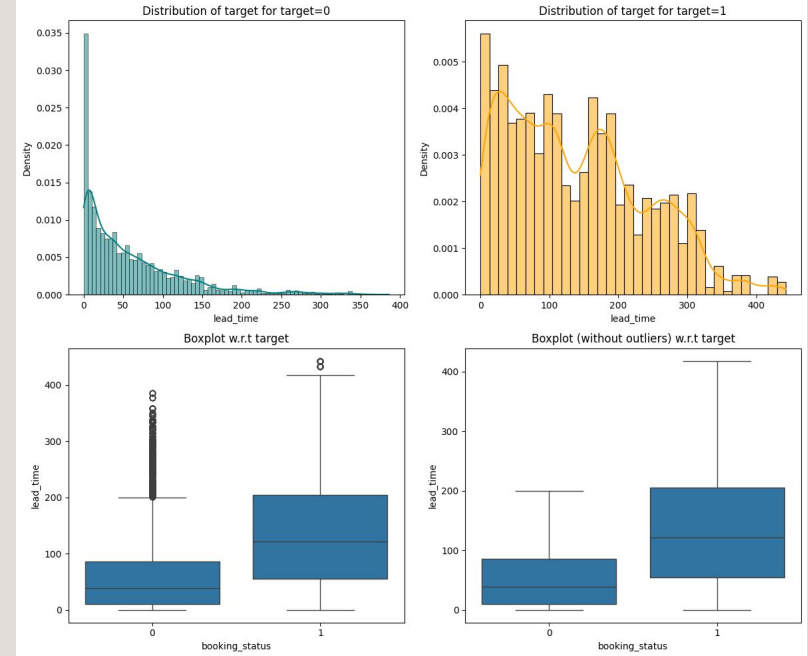 Distribution of target for target=0
0.035
0.030
0.025
0.020
0.015
0.010
0.005
0.000
Density
0 50 100 150 200 250 300 350 400
lead_time
Distribution of target for target=1
0.005
0.004
0.003
0.002
0.001
0.000
Density
0 100 200 300 400
lead_time
Boxplot w.r.t target
400
300
200
100
0
lead_time
0 1
booking_status
Boxplot (without outliers) w.r.t target
400
300
200
100
0
lead_time
0 1
booking_status